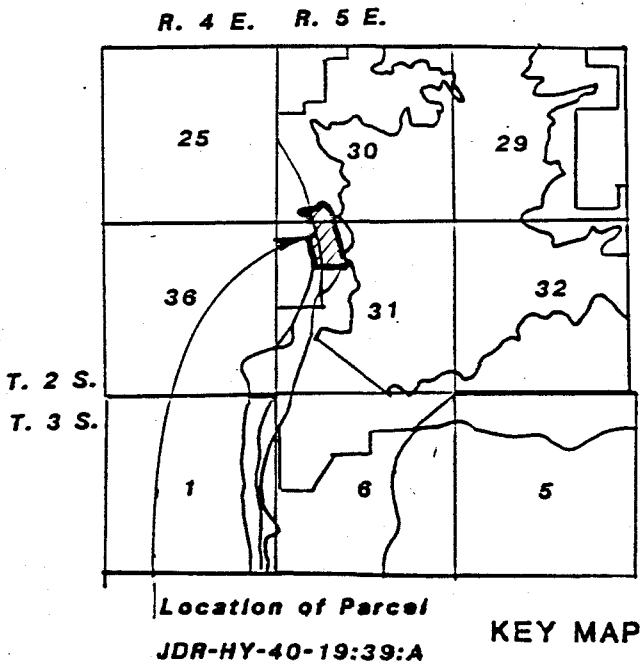 R. 4 E. R. 5 E.
25 30 29
36 31 32
T. 2 S.
T. 3 S.
1 6 5
Location of Parcel
JDR-HY-40-19:39:A
KEY MAP